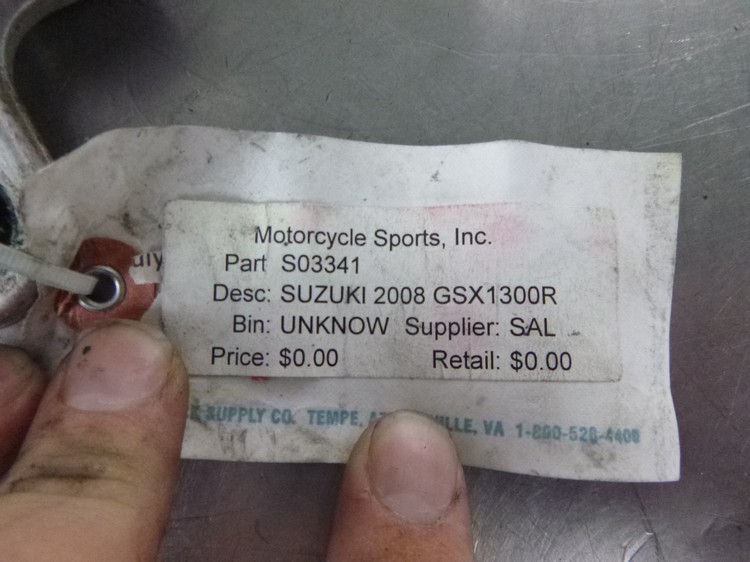 Motorcycle Sports, Inc.
Part S03341
Desc: SUZUKI 2008 GSX1300R
Bin: UNKNOW Supplier: SAL
Price: $0.00 Retail: $0.00
SUPPLY CO. TEMPE, VA 1-800-528-4400